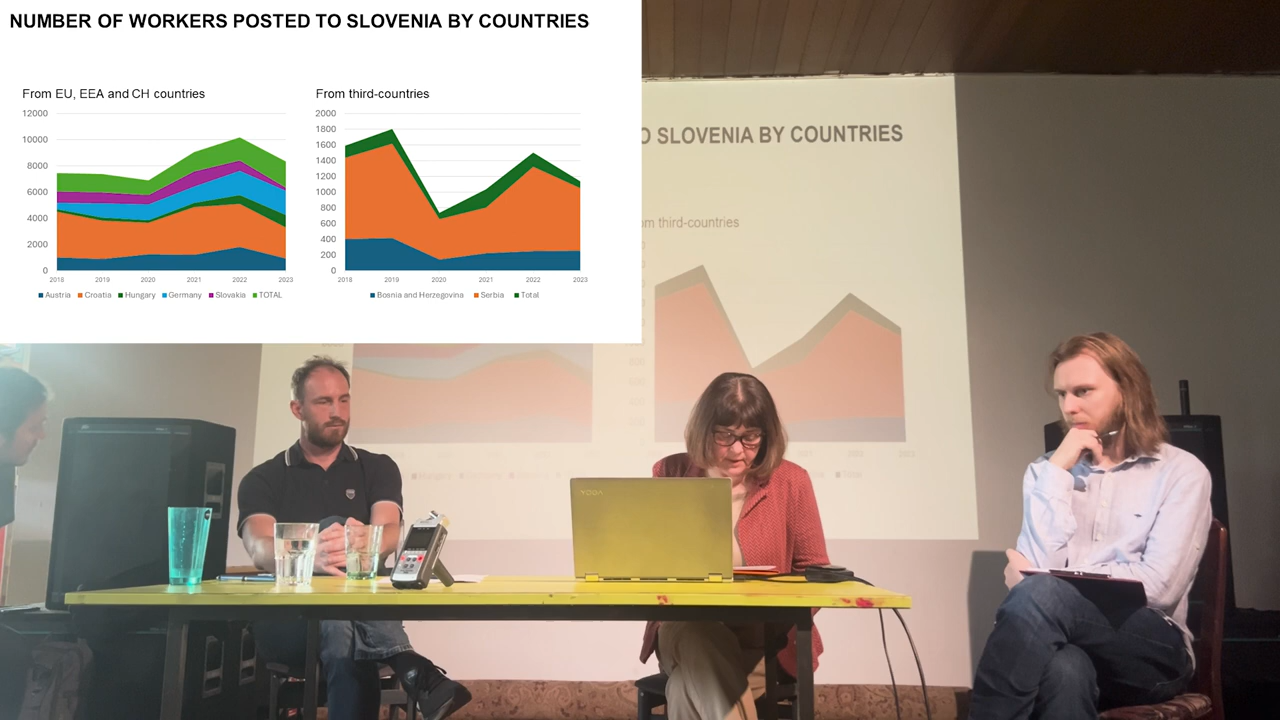 NUMBER OF WORKERS POSTED TO SLOVENIA BY COUNTRIES
From EU, EEA and CH countries
12000
10000
8000
6000
4000
2000
0
2018 2019 2020 2021 2022 2023
Austria Croatia Hungary Germany Slovakia TOTAL
From third-countries
2000
1800
1600
1400
1200
1000
800
600
400
200
0
2018 2019 2020 2021 2022 2023
Bosnia and Herzegovina Serbia Total
O SLOVENIA BY COUNTRIES
om third-countries
YOGA